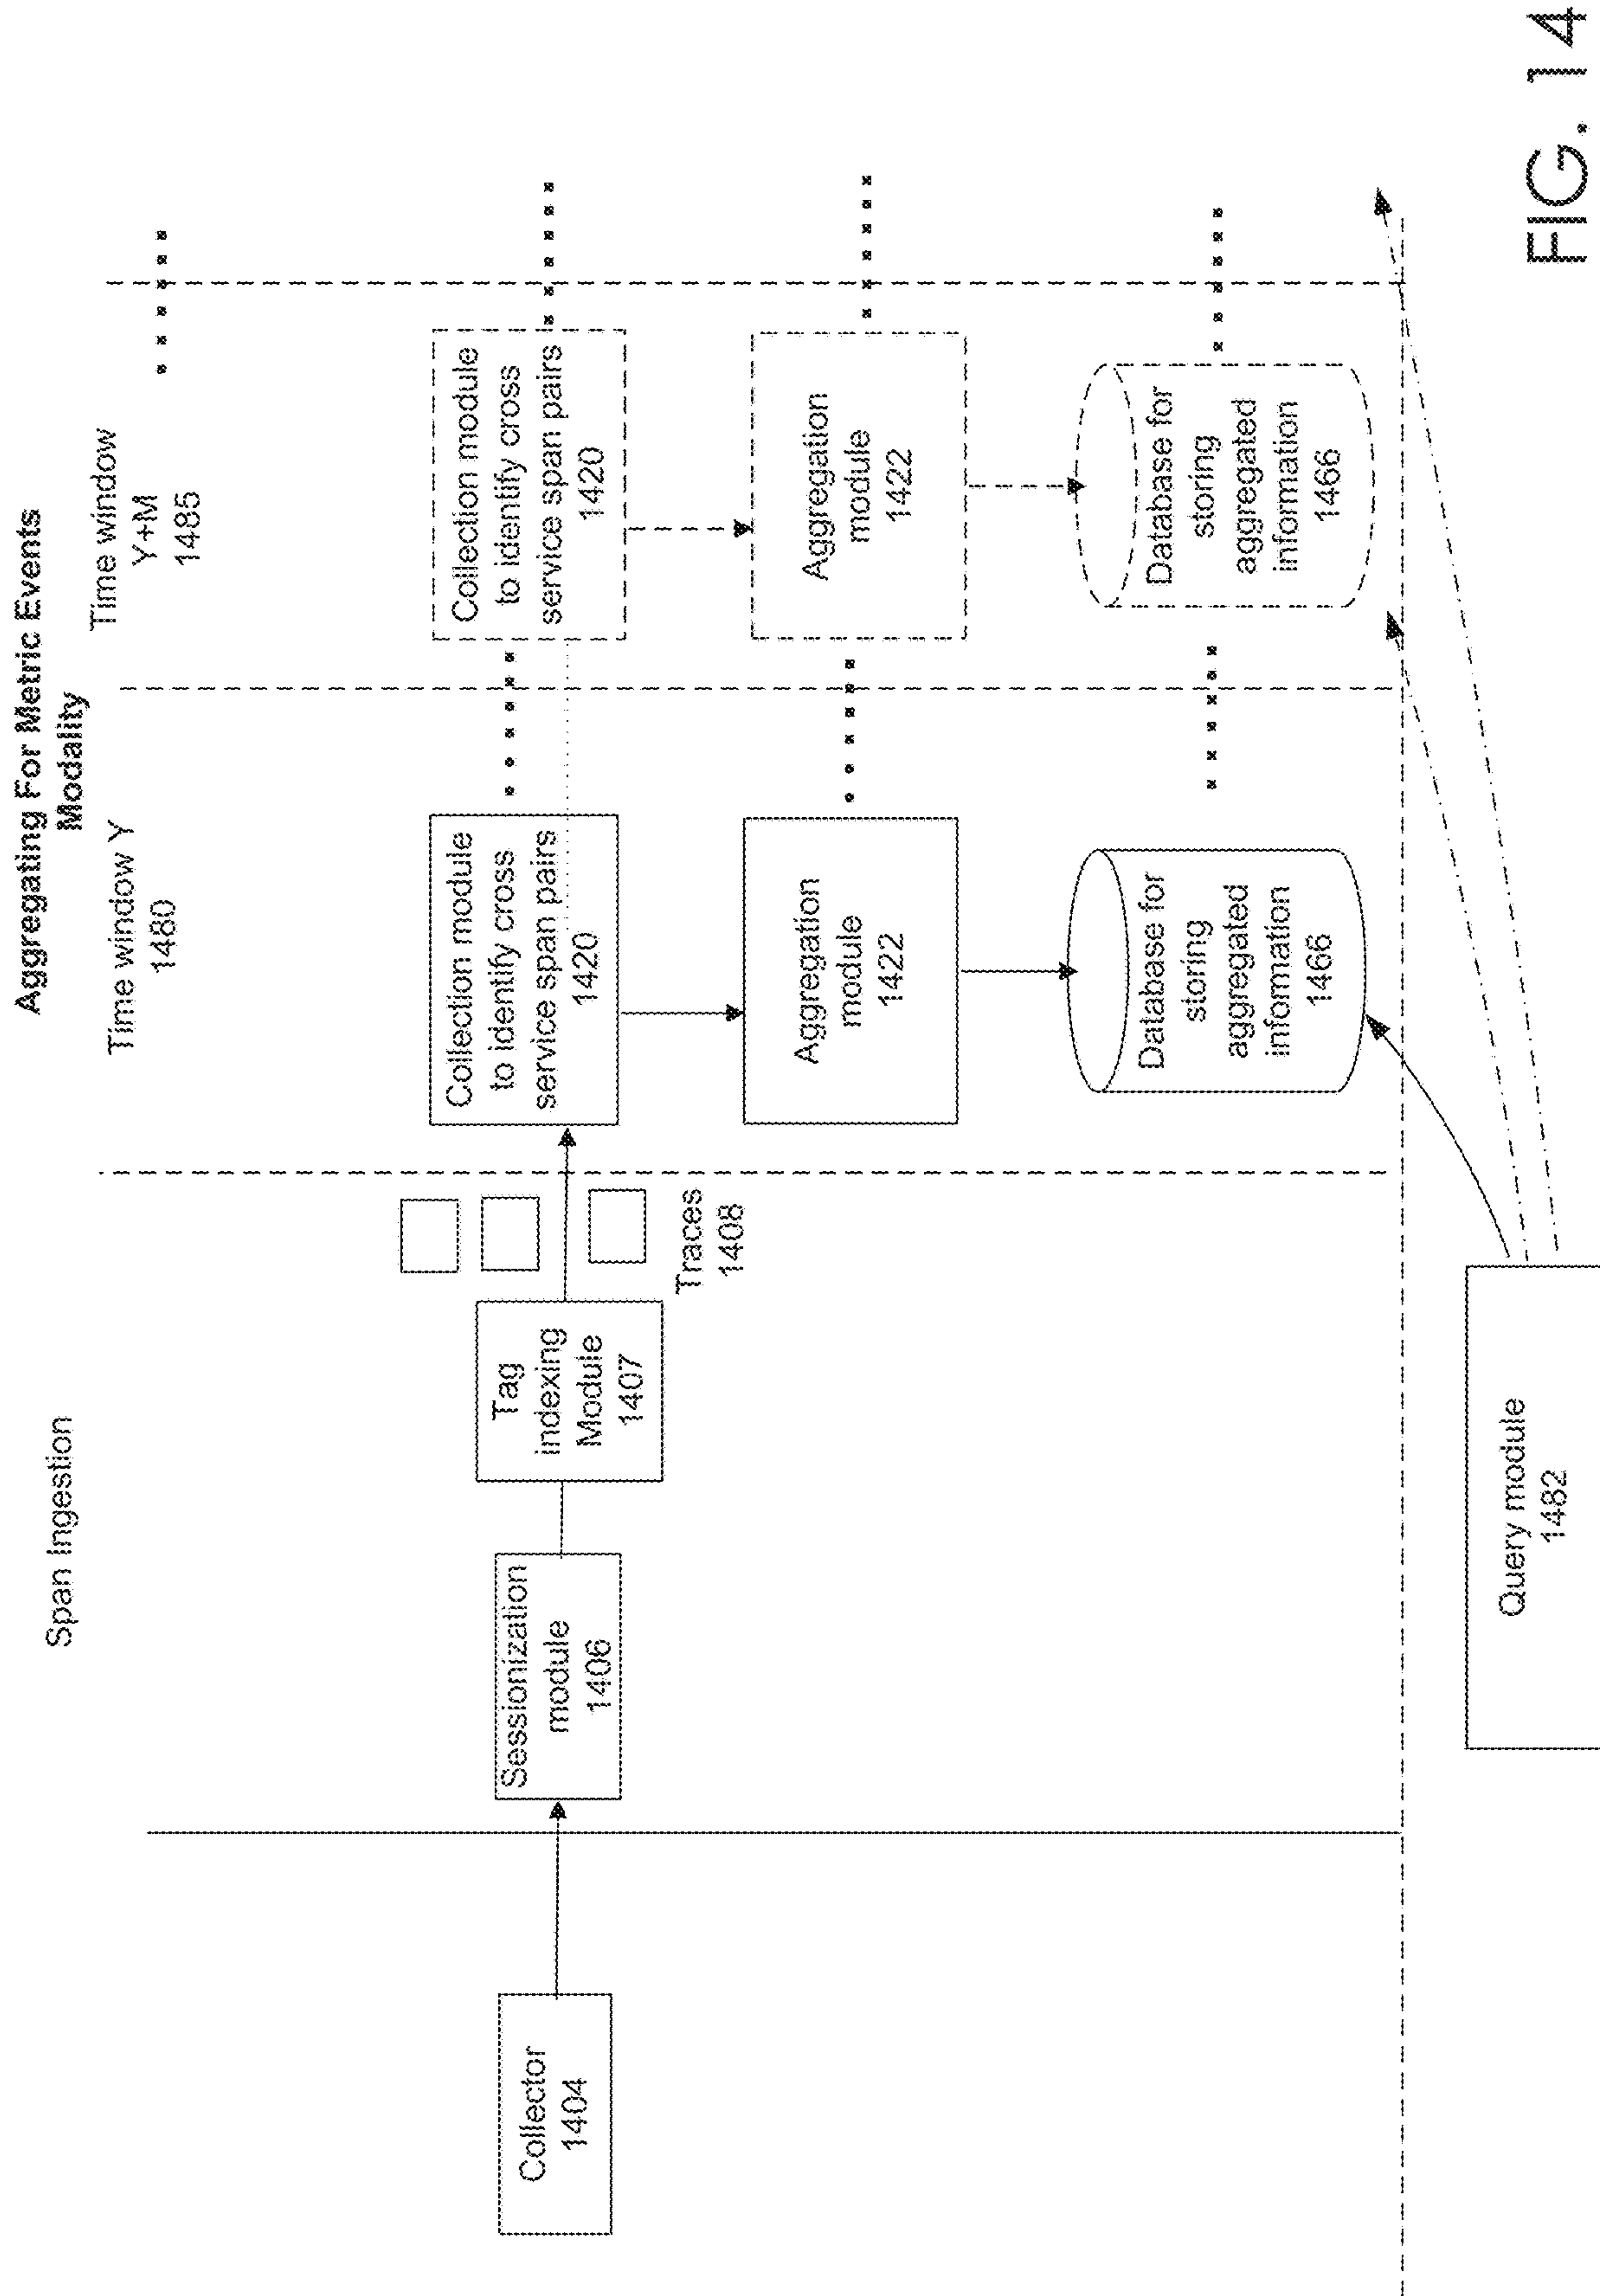 Aggregating For Metric Events
Modality
Span Ingestion
Time window Y
1480
Time window
Y+M
1485
Collector
1404
Sessionization
module
1406
Tag
indexing
Module
1407
Traces
1408
Collection module
to identify cross
service span pairs
1420
Collection module
to identify cross
service span pairs
1420
Aggregation
module
1422
Aggregation
module
1422
Database for
storing
aggregated
information
1466
Database for
storing
aggregated
information
1466
Query module
1482
FIG. 14